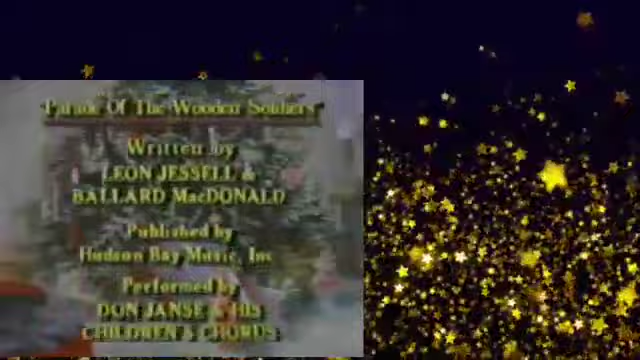 "Parade Of The Wooden Soldiers"
Written by
LEON JESSELL &
BALLARD MacDONALD
Published by
Hudson Bay Music, Inc
Performed by
DON JANSE & HIS
CHILDREN'S CHORUS